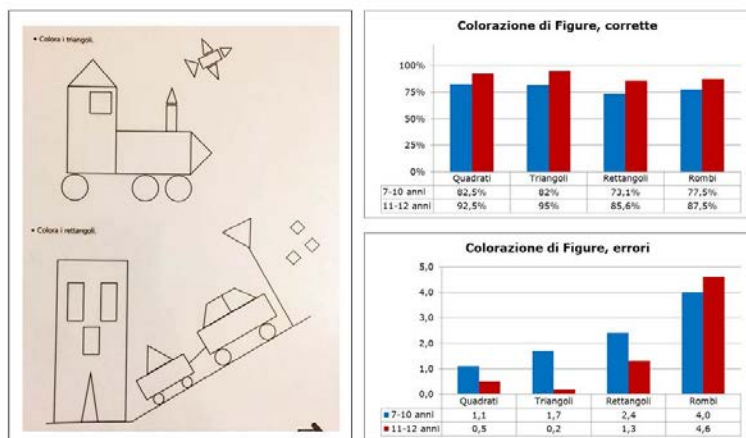 • Colora i triangoli.
• Colora i rettangoli.
Colorazione di Figure, corrette
100%
75%
50%
25%
0%
Quadrati Triangoli Rettangoli Rombi
7-10 anni 82,5% 82% 73,1% 77,5%
11-12 anni 92,5% 95% 85,6% 87,5%
Colorazione di Figure, errori
5,0
4,0
3,0
2,0
1,0
0,0
Quadrati Triangoli Rettangoli Rombi
7-10 anni 1,1 1,7 2,4 4,0
11-12 anni 0,5 0,2 1,3 4,6